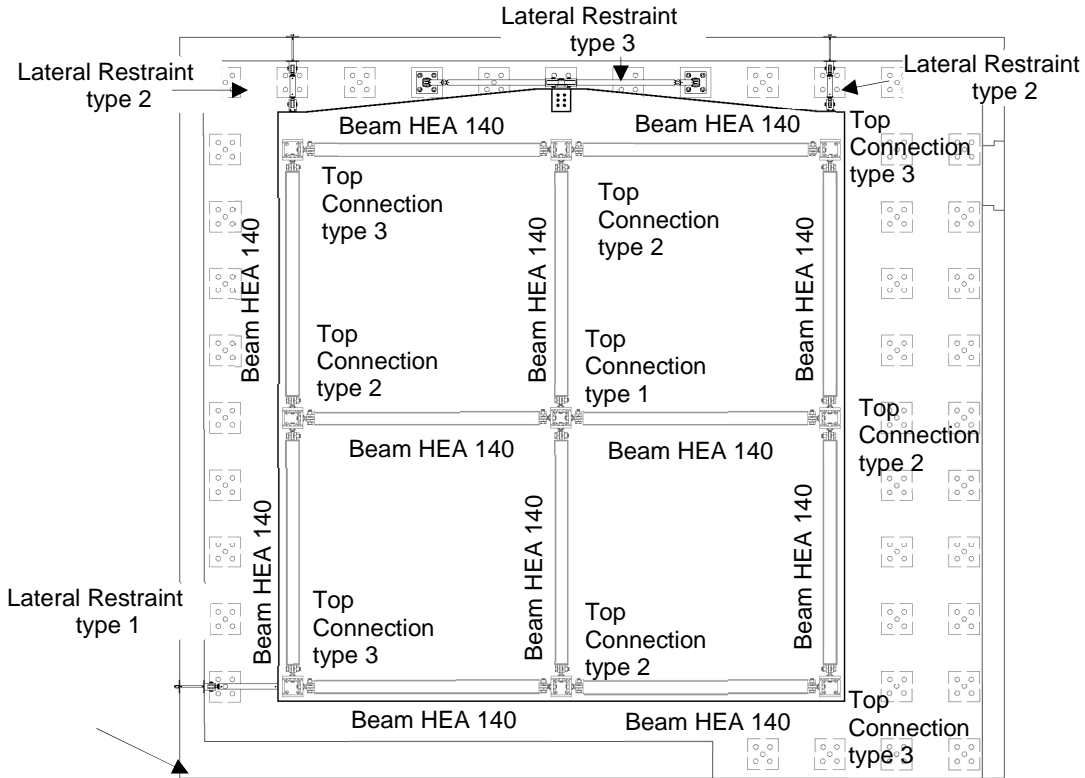 Lateral Restraint
type 3
Lateral Restraint
type 2
Lateral Restraint
type 2
Beam HEA 140
Beam HEA 140
Top
Connection
type 3
Top
Connection
type 3
Top
Connection
type 2
Beam HEA 140
Beam HEA 140
Beam HEA 140
Top
Connection
type 2
Top
Connection
type 1
Top
Connection
type 2
Beam HEA 140
Beam HEA 140
Beam HEA 140
Beam HEA 140
Beam HEA 140
Lateral Restraint
type 1
Top
Connection
type 3
Top
Connection
type 2
Top
Connection
type 3
Beam HEA 140
Beam HEA 140